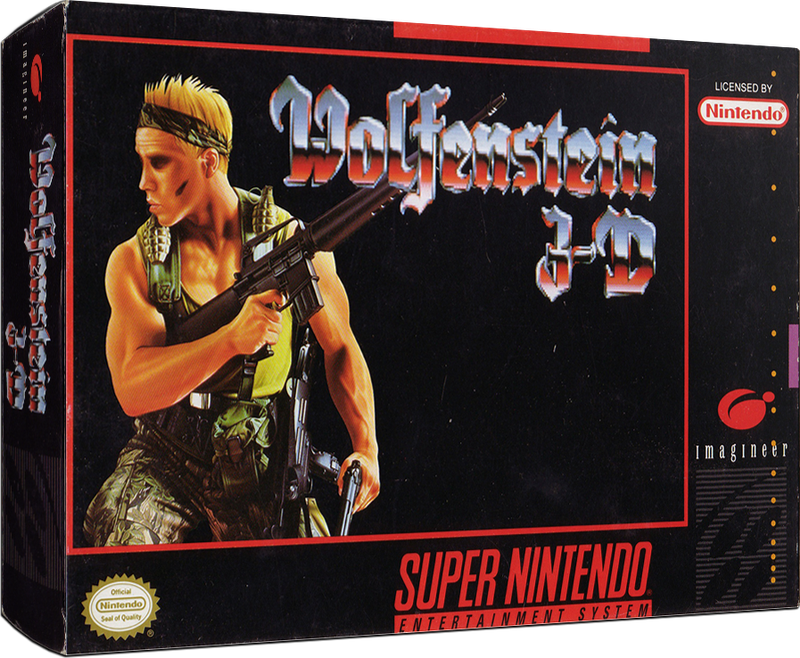 imagineer
Wolfenstein
3-D
Wolfenstein
3-D
LICENSED BY
Nintendo®
imagineer
Official
Nintendo
Seal of Quality
®
SUPER NINTENDO®
ENTERTAINMENT SYSTEM